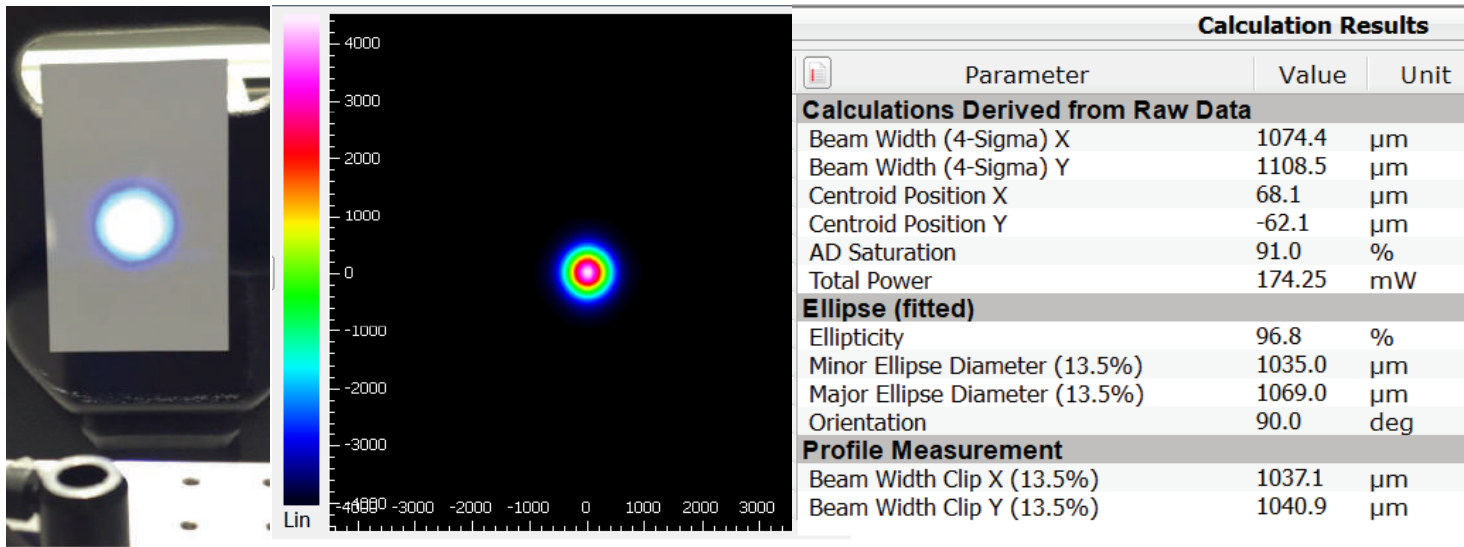 4000
3000
2000
1000
0
-1000
-2000
-3000
-4000
-4000 -3000 -2000 -1000 0 1000 2000 3000
Lin
Calculation Results
Parameter Value Unit
Calculations Derived from Raw Data
Beam Width (4-Sigma) X 1074.4 µm
Beam Width (4-Sigma) Y 1108.5 µm
Centroid Position X 68.1 µm
Centroid Position Y -62.1 µm
AD Saturation 91.0 %
Total Power 174.25 mW
Ellipse (fitted)
Ellipticity 96.8 %
Minor Ellipse Diameter (13.5%) 1035.0 µm
Major Ellipse Diameter (13.5%) 1069.0 µm
Orientation 90.0 deg
Profile Measurement
Beam Width Clip X (13.5%) 1037.1 µm
Beam Width Clip Y (13.5%) 1040.9 µm